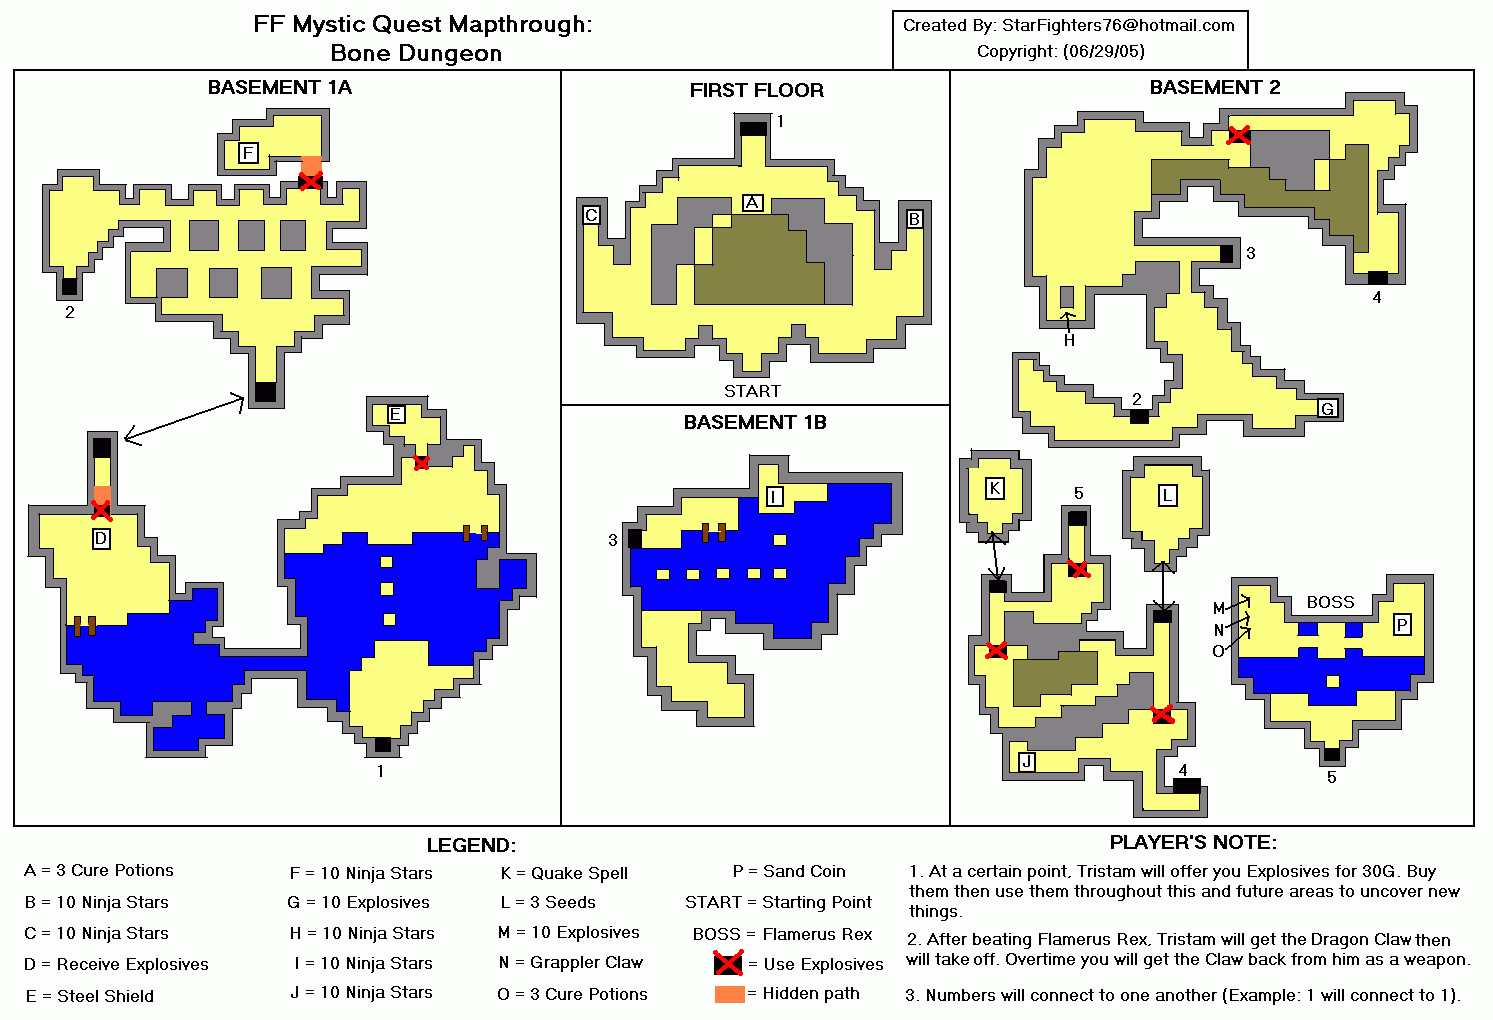 FF Mystic Quest Mapthrough:
Bone Dungeon
Created By: StarFighters76@hotmail.com
Copyright: (06/29/05)
BASEMENT 1A
F
2
D
E
1
FIRST FLOOR
1
A
C
B
START
BASEMENT 1B
I
3
BASEMENT 2
3
4
H
2
G
K
5
L
J
4
M
N
O
BOSS
P
5
LEGEND:
A = 3 Cure Potions
B = 10 Ninja Stars
C = 10 Ninja Stars
D = Receive Explosives
E = Steel Shield
F = 10 Ninja Stars
G = 10 Explosives
H = 10 Ninja Stars
I = 10 Ninja Stars
J = 10 Ninja Stars
K = Quake Spell
L = 3 Seeds
M = 10 Explosives
N = Grappler Claw
O = 3 Cure Potions
P = Sand Coin
START = Starting Point
BOSS = Flamerus Rex
= Use Explosives
= Hidden path
PLAYER'S NOTE:
1. At a certain point, Tristam will offer you Explosives for 30G. Buy
them then use them throughout this and future areas to uncover new
things.
2. After beating Flamerus Rex, Tristam will get the Dragon Claw then
will take off. Overtime you will get the Claw back from him as a weapon.
3. Numbers will connect to one another (Example: 1 will connect to 1).